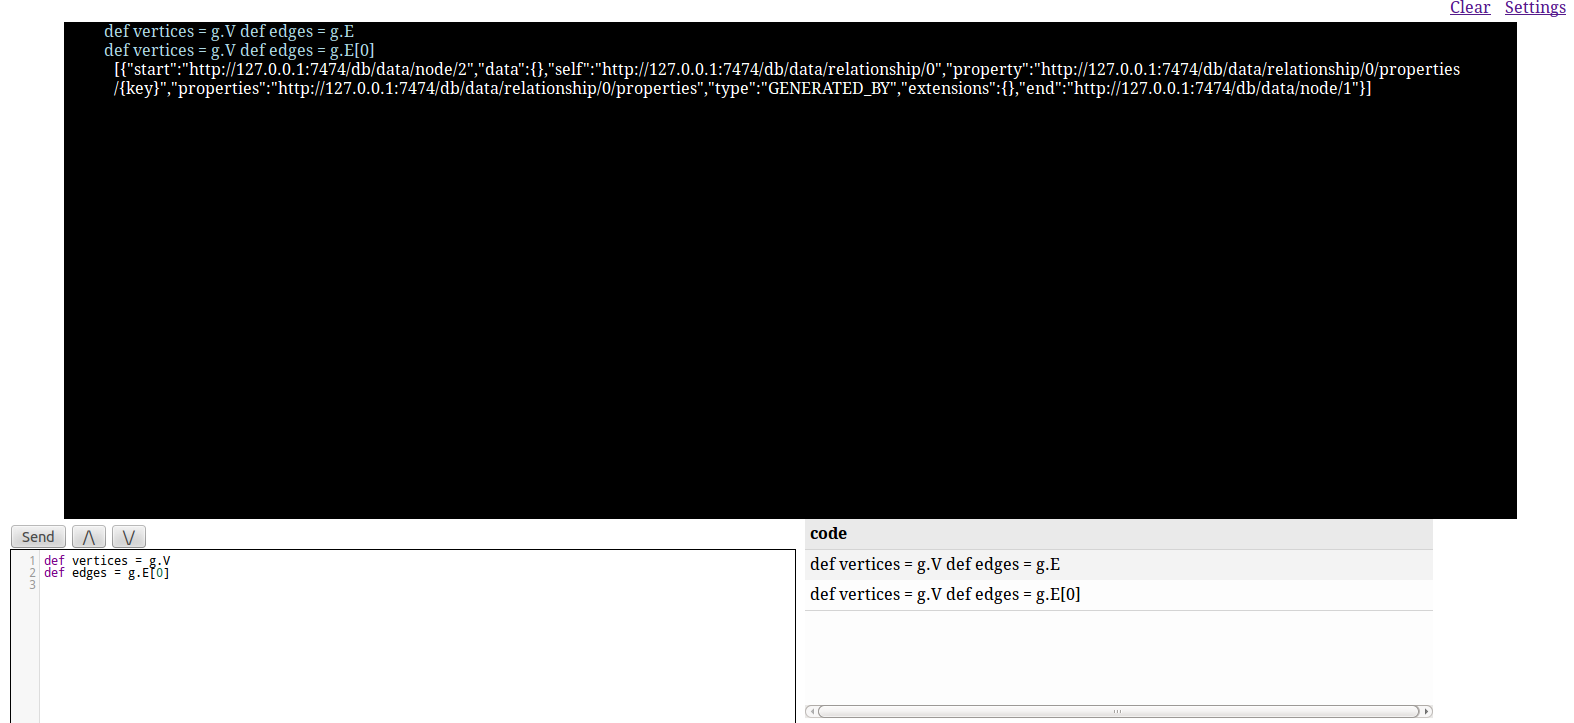 Clear Settings
def vertices = g.V def edges = g.E
def vertices = g.V def edges = g.E[0]
[{"start":"http://127.0.0.1:7474/db/data/node/2","data":{},"self":"http://127.0.0.1:7474/db/data/relationship/0","property":"http://127.0.0.1:7474/db/data/relationship/0/properties
/{key}","properties":"http://127.0.0.1:7474/db/data/relationship/0/properties","type":"GENERATED_BY","extensions":{},"end":"http://127.0.0.1:7474/db/data/node/1"}]
Send /\ \/
1 def vertices = g.V
2 def edges = g.E[0]
3
code
def vertices = g.V def edges = g.E
def vertices = g.V def edges = g.E[0]